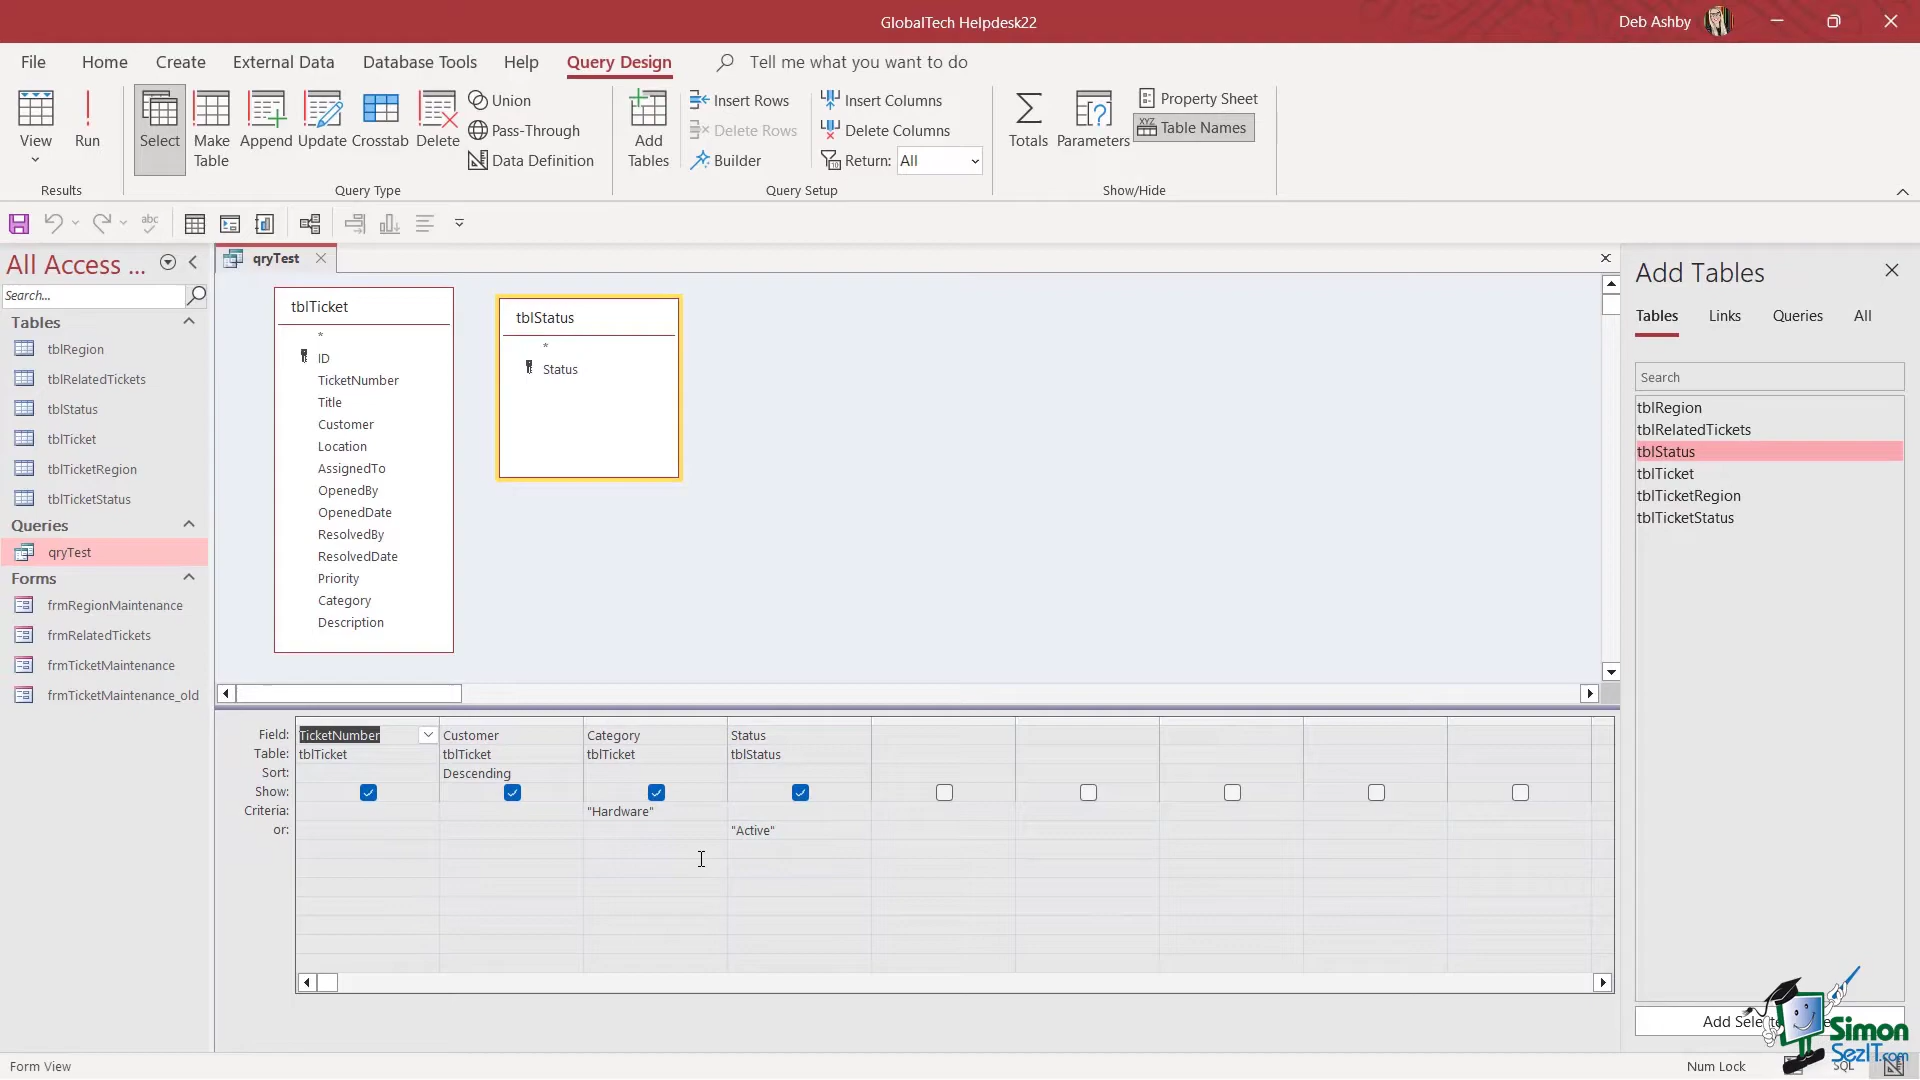 GlobalTech Helpdesk22
Deb Ashby
File Home Create External Data Database Tools Help Query Design Tell me what you want to do
View
Run
Results
Select
Make Table
Append
Update
Crosstab
Delete
Union
Pass-Through
Data Definition
Query Type
Add Tables
Insert Rows
Delete Rows
Builder
Insert Columns
Delete Columns
Return: All
Query Setup
Totals
Parameters
Property Sheet
XYZ Table Names
Show/Hide
abc
All Access ...
Search...
Tables
tblRegion
tblRelatedTickets
tblStatus
tblTicket
tblTicketRegion
tblTicketStatus
Queries
qryTest
Forms
frmRegionMaintenance
frmRelatedTickets
frmTicketMaintenance
frmTicketMaintenance_old
qryTest
tblTicket
*
ID
TicketNumber
Title
Customer
Location
AssignedTo
OpenedBy
OpenedDate
ResolvedBy
ResolvedDate
Priority
Category
Description
tblStatus
*
Status
Field: TicketNumber Customer Category Status
Table: tblTicket tblTicket tblTicket tblStatus
Sort: Descending
Show:
Criteria: "Hardware"
or: "Active"
Add Tables
Tables Links Queries All
Search
tblRegion
tblRelatedTickets
tblStatus
tblTicket
tblTicketRegion
tblTicketStatus
Simon
SezIT.com
Form View
Num Lock
SQL